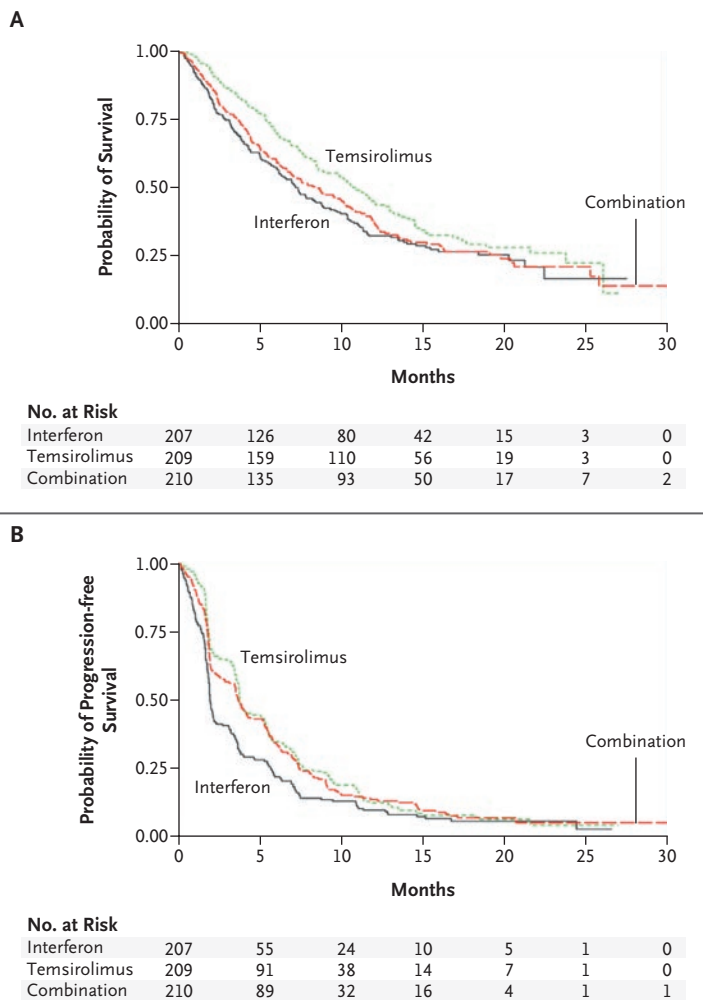 A
1.00
0.75
0.50
0.25
0.00
Probability of Survival
Temsirolimus
Interferon
Combination
0 5 10 15 20 25 30
Months
No. at Risk
Interferon 207 126 80 42 15 3 0
Temsirolimus 209 159 110 56 19 3 0
Combination 210 135 93 50 17 7 2
B
1.00
0.75
0.50
0.25
0.00
Probability of Progression-free
Survival
Temsirolimus
Interferon
Combination
0 5 10 15 20 25 30
Months
No. at Risk
Interferon 207 55 24 10 5 1 0
Temsirolimus 209 91 38 14 7 1 0
Combination 210 89 32 16 4 1 1